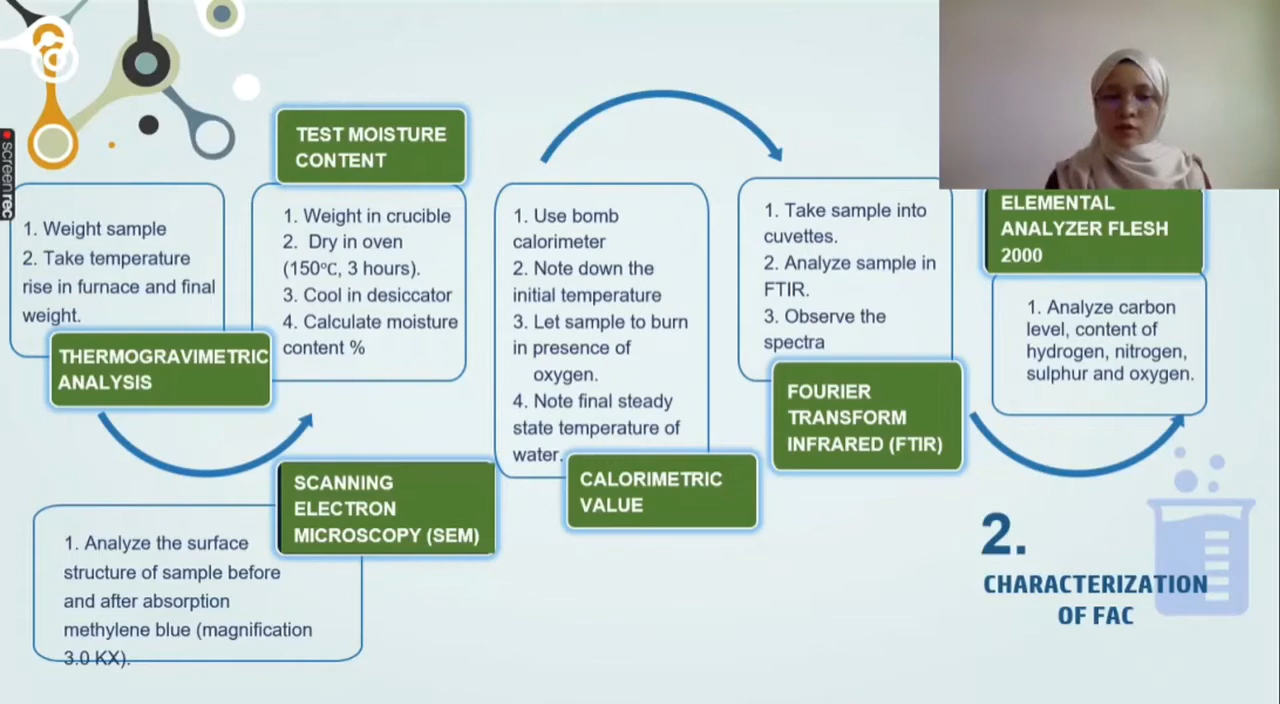 screenrec
1. Weight sample
2. Take temperature
rise in furnace and final
weight.
THERMOGRAVIMETRIC
ANALYSIS
TEST MOISTURE
CONTENT
1. Weight in crucible
2. Dry in oven
(150℃, 3 hours).
3. Cool in desiccator
4. Calculate moisture
content %
SCANNING
ELECTRON
MICROSCOPY (SEM)
1. Analyze the surface
structure of sample before
and after absorption
methylene blue (magnification
3.0 KX).
1. Use bomb
calorimeter
2. Note down the
initial temperature
3. Let sample to burn
in presence of
oxygen.
4. Note final steady
state temperature of
water.
CALORIMETRIC
VALUE
1. Take sample into
cuvettes.
2. Analyze sample in
FTIR.
3. Observe the
spectra
FOURIER
TRANSFORM
INFRARED (FTIR)
ELEMENTAL
ANALYZER FLESH
2000
1. Analyze carbon
level, content of
hydrogen, nitrogen,
sulphur and oxygen.
2.
CHARACTERIZATION
OF FAC